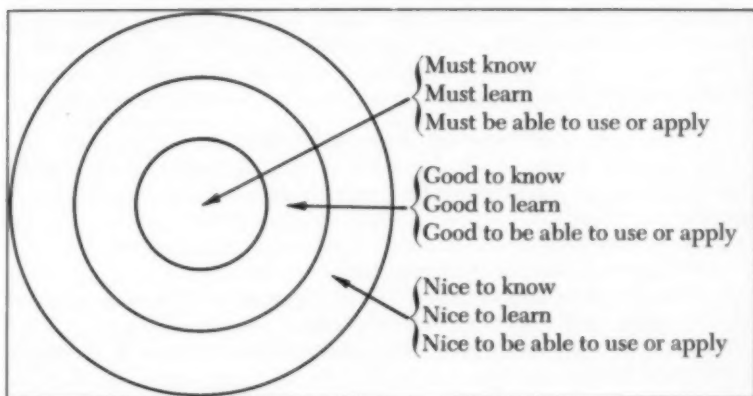 Must know
Must learn
Must be able to use or apply
Good to know
Good to learn
Good to be able to use or apply
Nice to know
Nice to learn
Nice to be able to use or apply